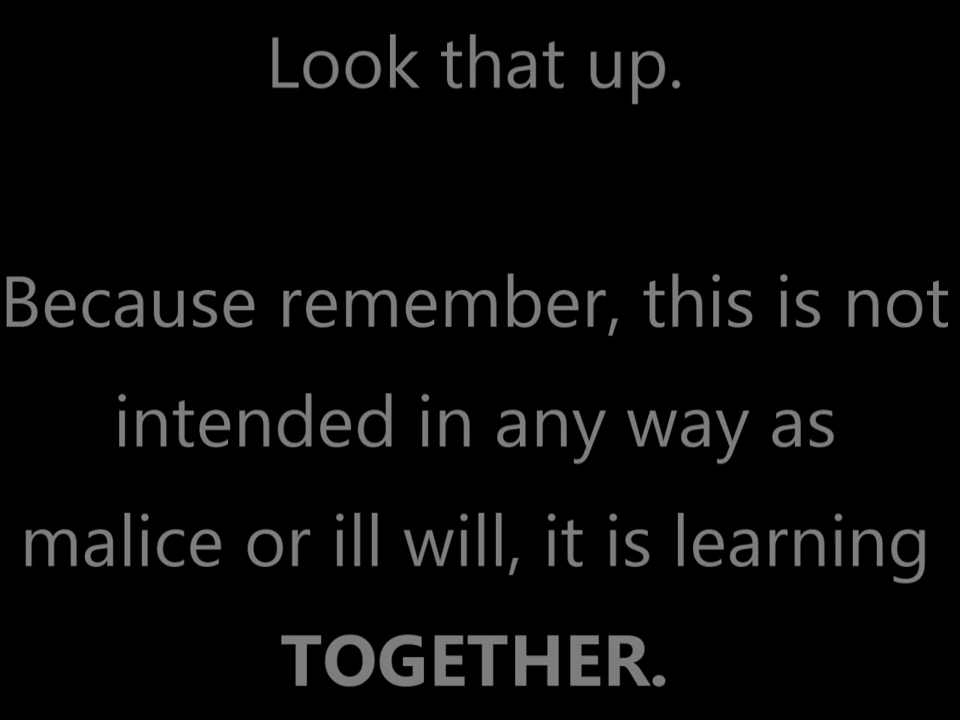 Look that up.
Because remember, this is not
intended in any way as
malice or ill will, it is learning
TOGETHER.